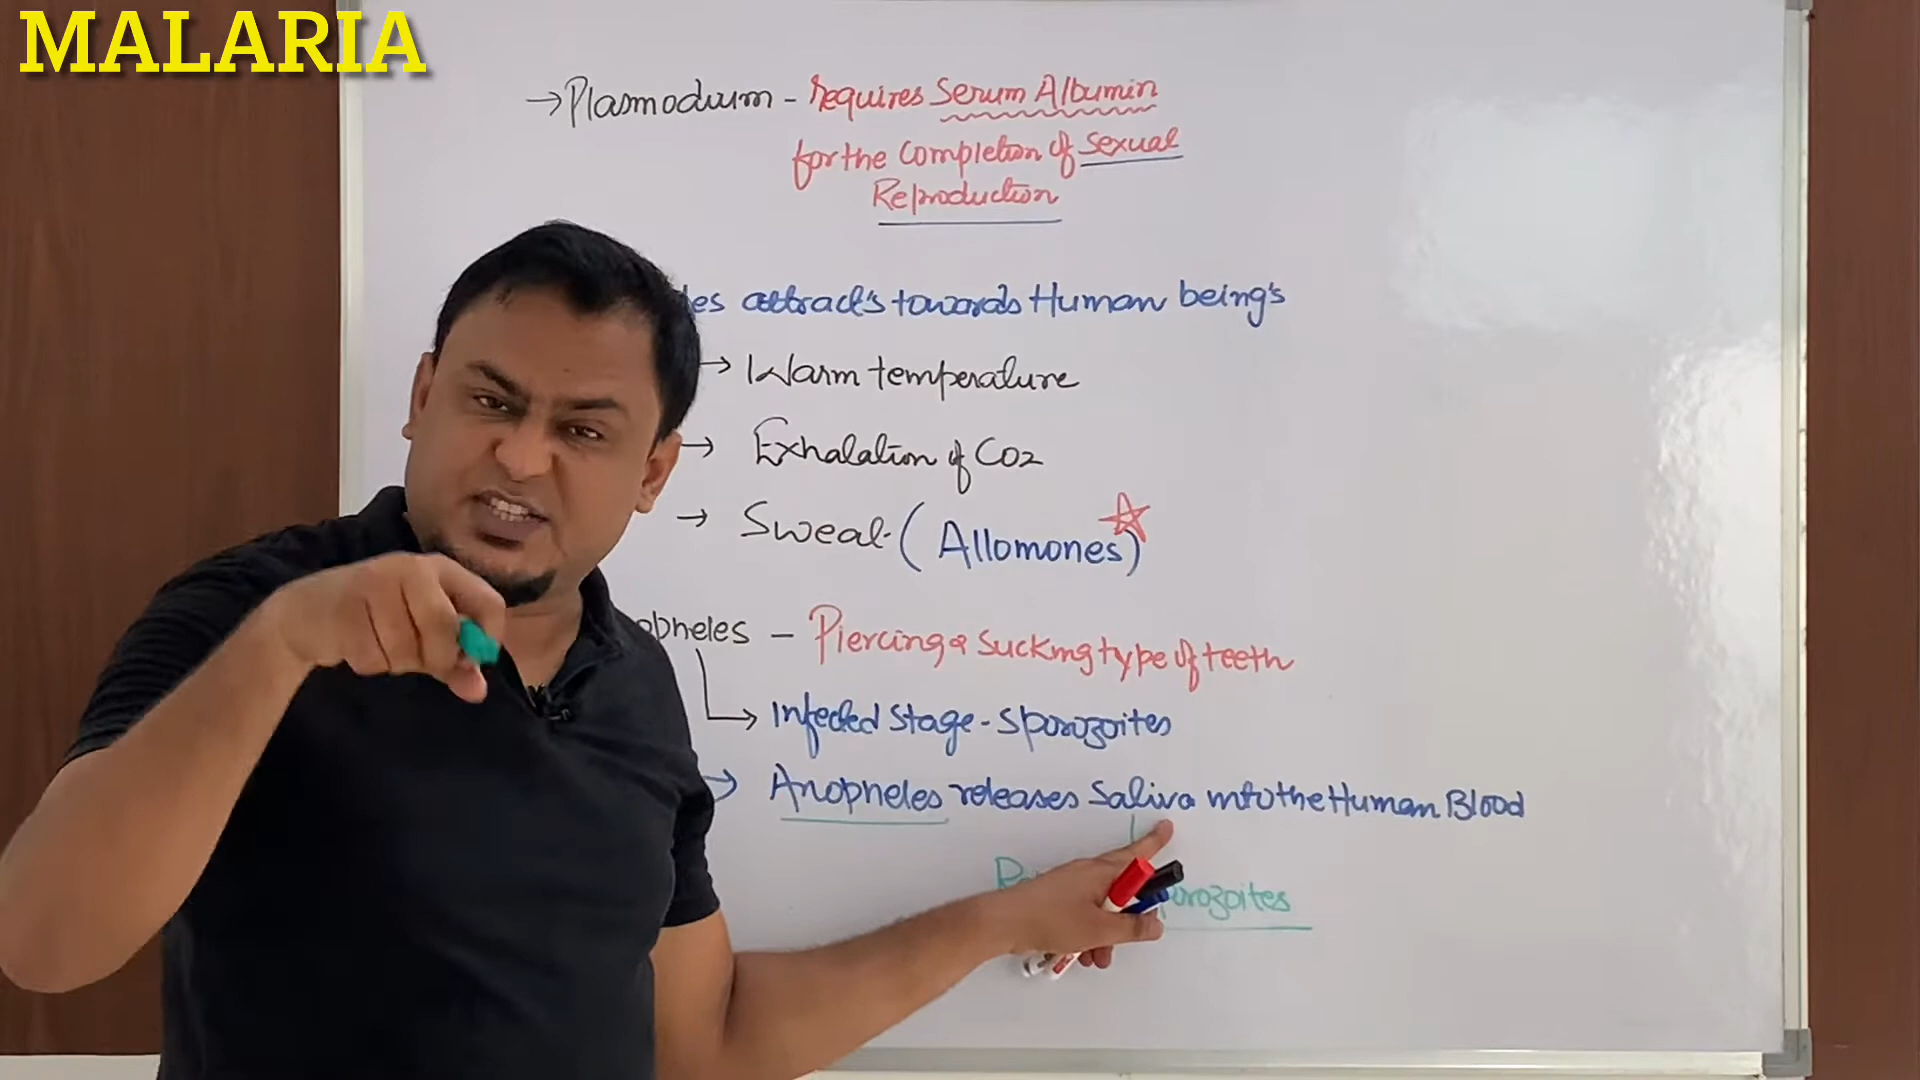 MALARIA
→ Plasmodium - requires Serum Albumin
for the completion of sexual
Reproduction
les attract's towards Human being's
→ Warm temperature
→ Exhalation of CO2
→ Sweat (Allomones)
opheles - Piercing & Sucking type of teeth
→ Infected stage - Sporozoites
→ Anopheles releases Saliva into the Human Blood
orozoites